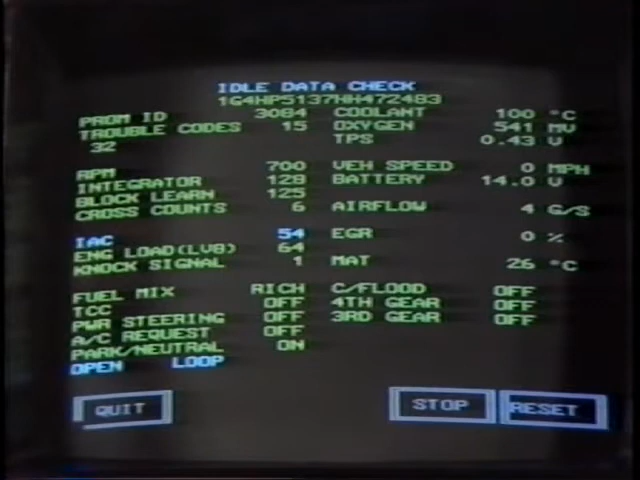 IDLE DATA CHECK
1G4HP5137HH472483
PROM ID 3084 COOLANT 100 °C
TROUBLE CODES 15 OXYGEN 541 MV
32 TPS 0.43 V
RPM 700 VEH SPEED 0 MPH
INTEGRATOR 128 BATTERY 14.0 V
BLOCK LEARN 125
CROSS COUNTS 6 AIRFLOW 4 G/S
IAC 54 EGR 0 %
ENG LOAD(LV8) 64
KNOCK SIGNAL 1 MAT 26 °C
FUEL MIX RICH C/FLOOD OFF
TCC OFF 4TH GEAR OFF
PWR STEERING OFF 3RD GEAR OFF
A/C REQUEST OFF
PARK/NEUTRAL ON
OPEN LOOP
QUIT STOP RESET